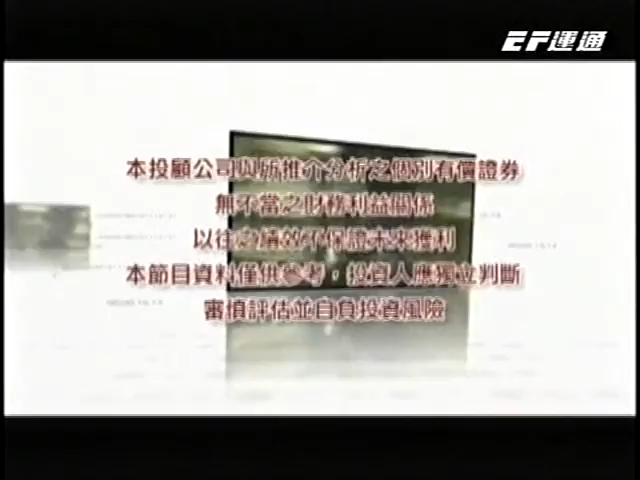 EF運通
本投顧公司與所推介分析之個別有價證券
無不當之財務利益關係
以往之績效不保證未來獲利
本節目資料僅供參考，投資人應獨立判斷
審慎評估並自負投資風險